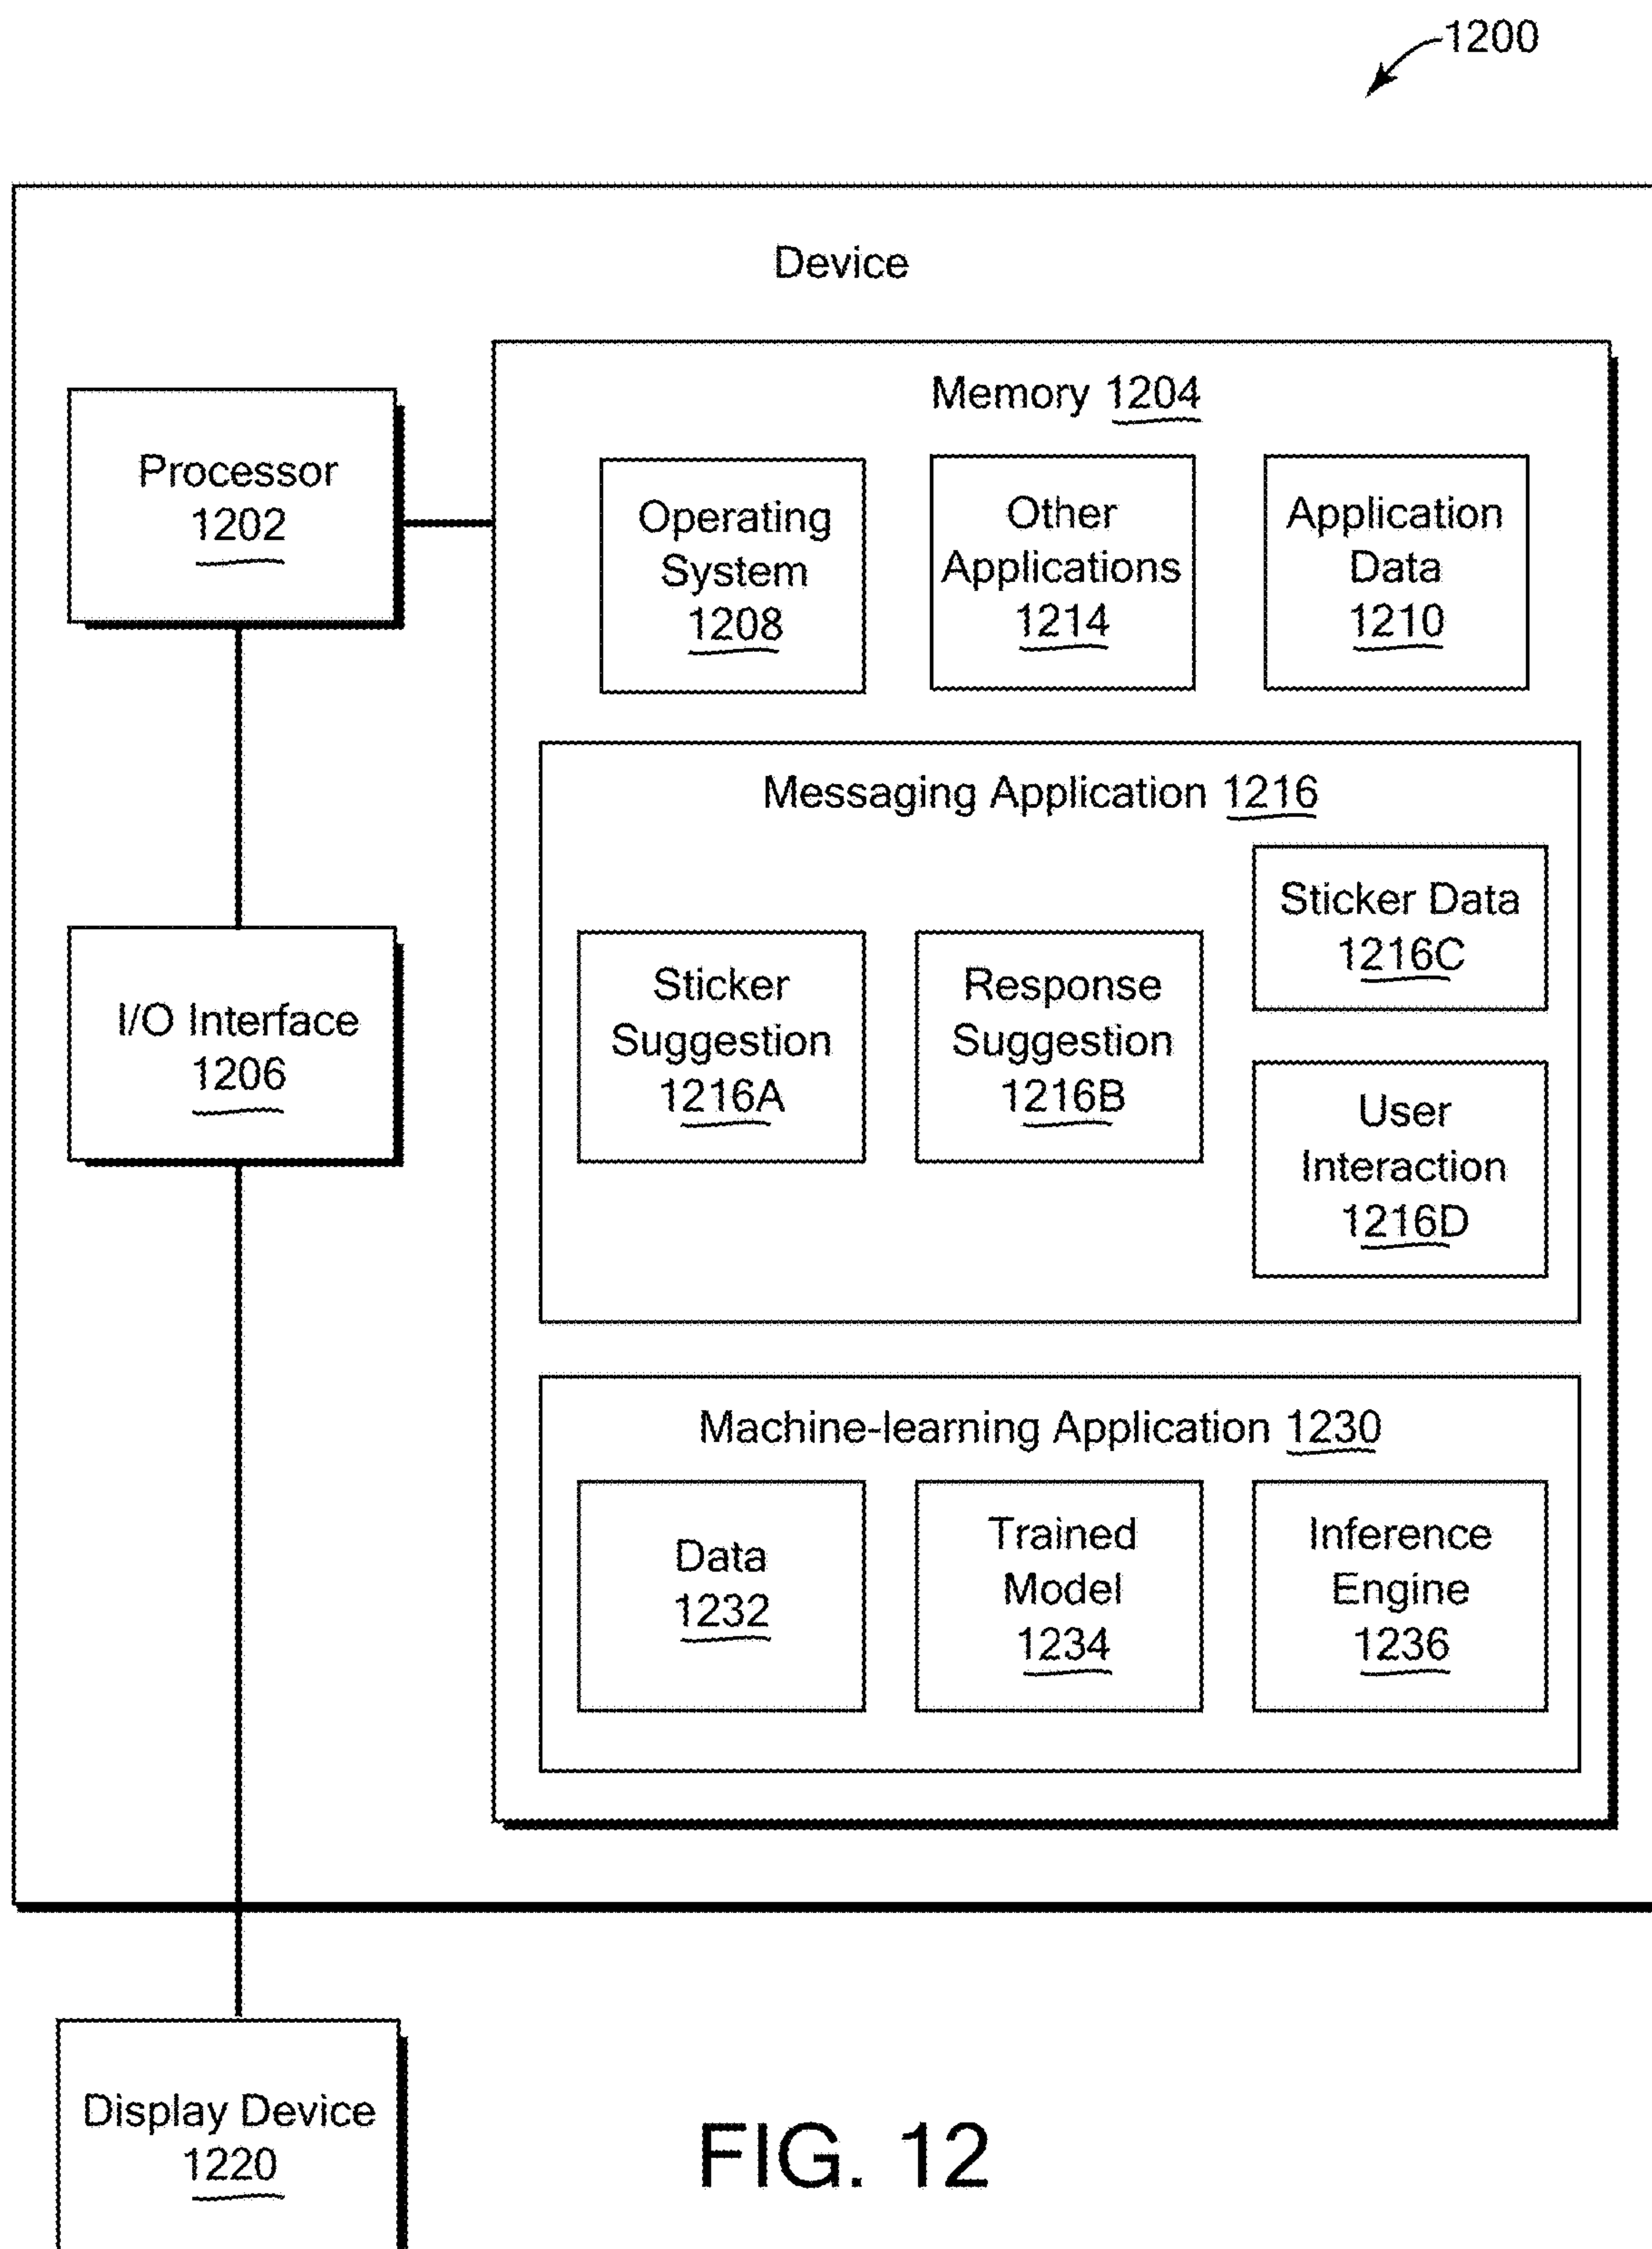 1200
Device
Memory 1204
Processor
1202
Operating
System
1208
Other
Applications
1214
Application
Data
1210
Messaging Application 1216
Sticker
Suggestion
1216A
Response
Suggestion
1216B
Sticker Data
1216C
User
Interaction
1216D
I/O Interface
1206
Machine-learning Application 1230
Data
1232
Trained
Model
1234
Inference
Engine
1236
Display Device
1220
FIG. 12